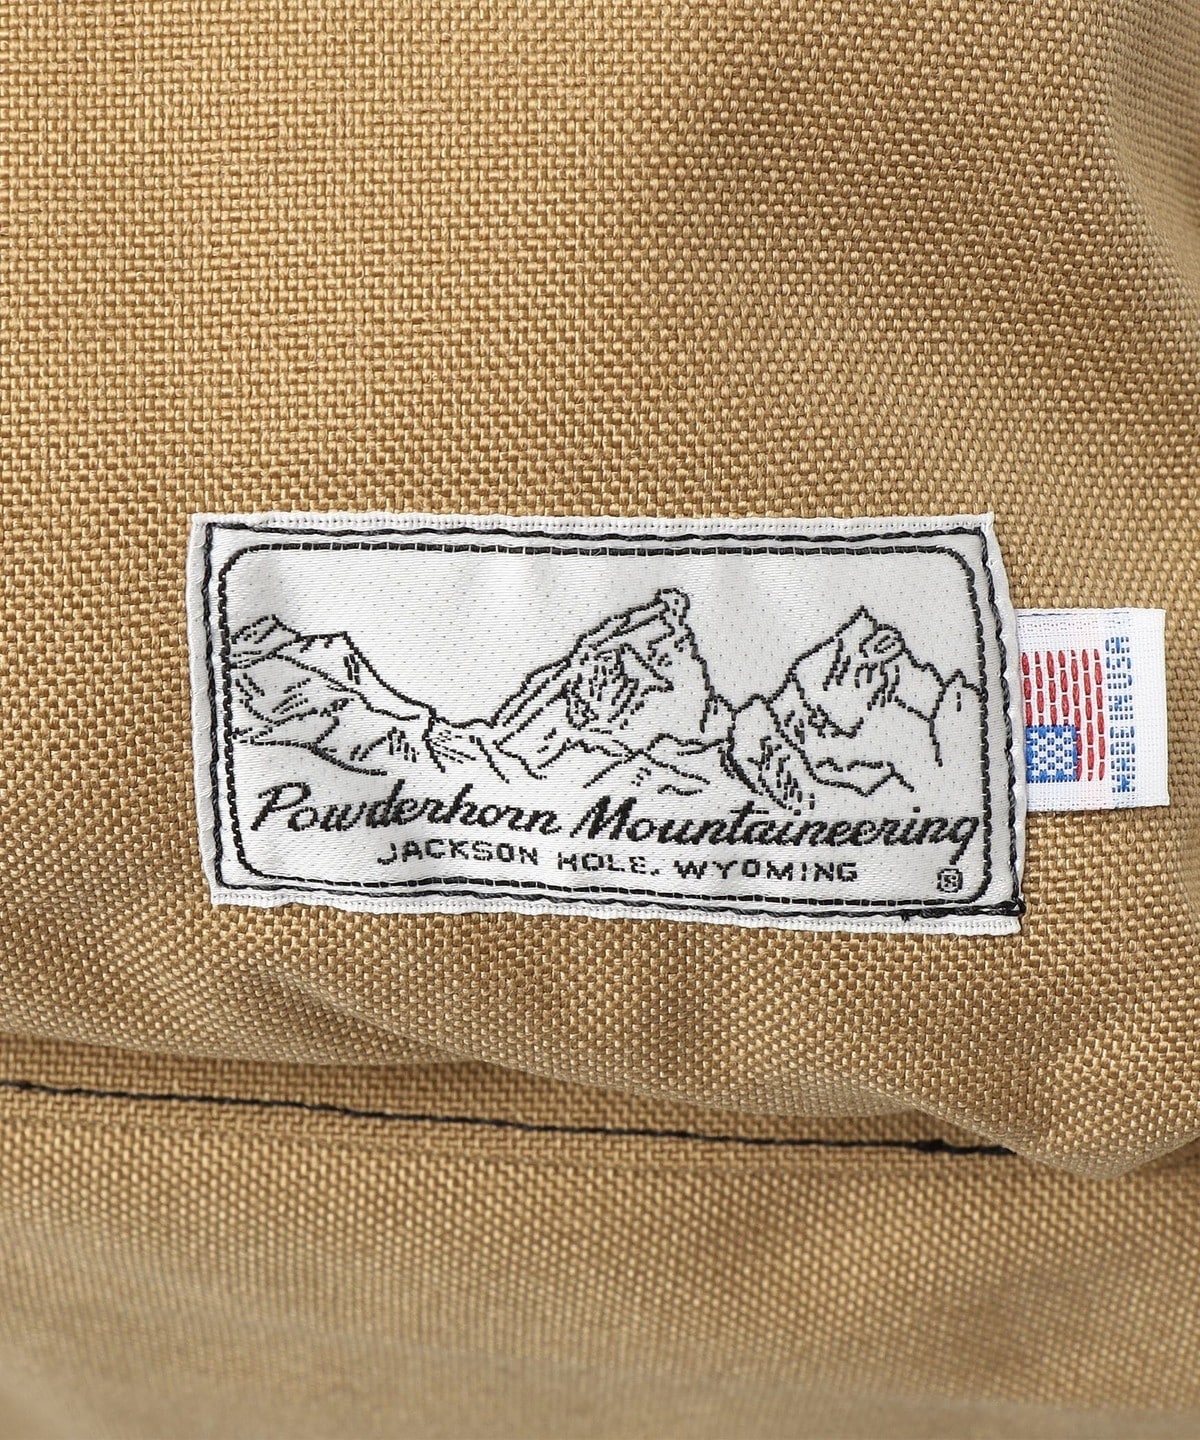 Powderhorn Mountaineering
JACKSON HOLE, WYOMING
®
MADE IN USA